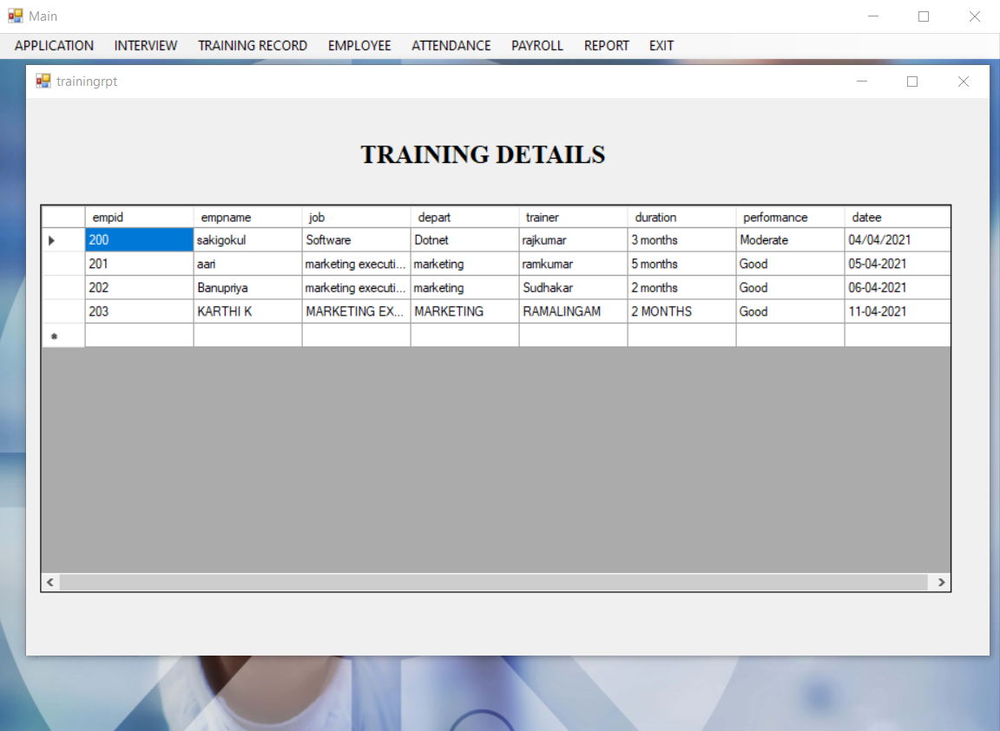 Main
APPLICATION INTERVIEW TRAINING RECORD EMPLOYEE ATTENDANCE PAYROLL REPORT EXIT
trainingrpt
TRAINING DETAILS
empid empname job depart trainer duration performance datee
200 sakigokul Software Dotnet rajkumar 3 months Moderate 04/04/2021
201 aari marketing executi... marketing ramkumar 5 months Good 05-04-2021
202 Banupriya marketing executi... marketing Sudhakar 2 months Good 06-04-2021
203 KARTHI K MARKETING EX... MARKETING RAMALINGAM 2 MONTHS Good 11-04-2021